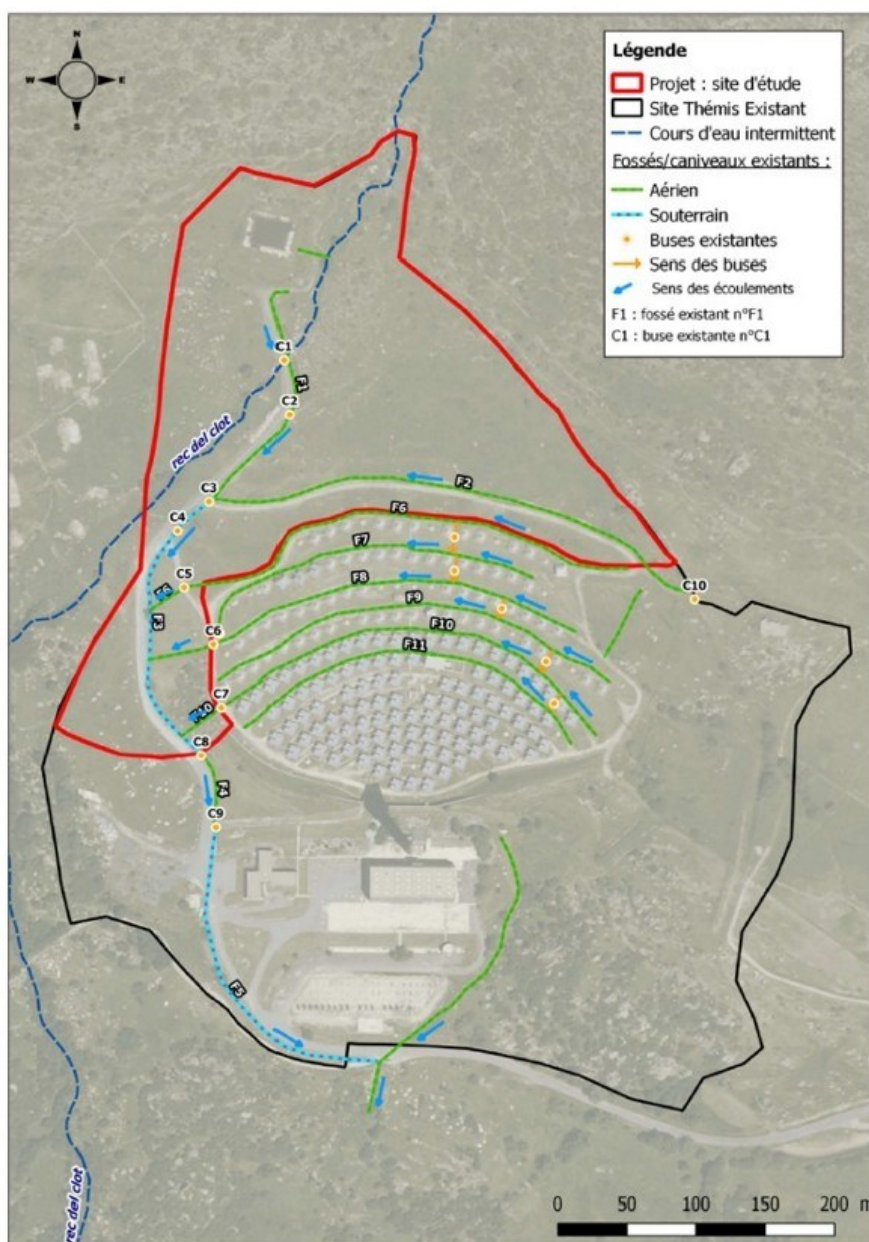 N
W E
S
Légende
Projet : site d'étude
Site Thémis Existant
Cours d'eau intermittent
Fossés/caniveaux existants :
Aérien
Souterrain
Buses existantes
Sens des buses
Sens des écoulements
F1 : fossé existant n°F1
C1 : buse existante n°C1
C1
F1
C2
rec del clot
C3
F2
C4
F6
F7
C5
F6
F8
F9
F3
C6
F10
F11
C10
C7
F10
C8
F4
C9
F5
rec del clot
0 50 100 150 200 m